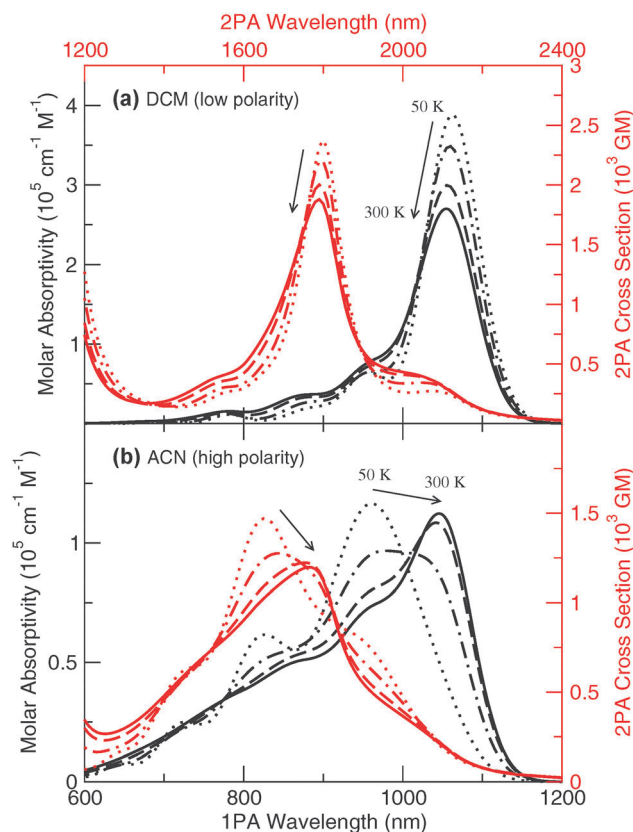 2PA Wavelength (nm)
1200 1600 2000 2400
(a) DCM (low polarity)
50 K
300 K
4
3
2
1
Molar Absorptivity (10⁵ cm⁻¹ M⁻¹)
3
2.5
2
1.5
1
0.5
2PA Cross Section (10³ GM)
(b) ACN (high polarity)
50 K
300 K
1
0.5
0
Molar Absorptivity (10⁵ cm⁻¹ M⁻¹)
1.5
1
0.5
0
2PA Cross Section (10³ GM)
600 800 1000 1200
1PA Wavelength (nm)